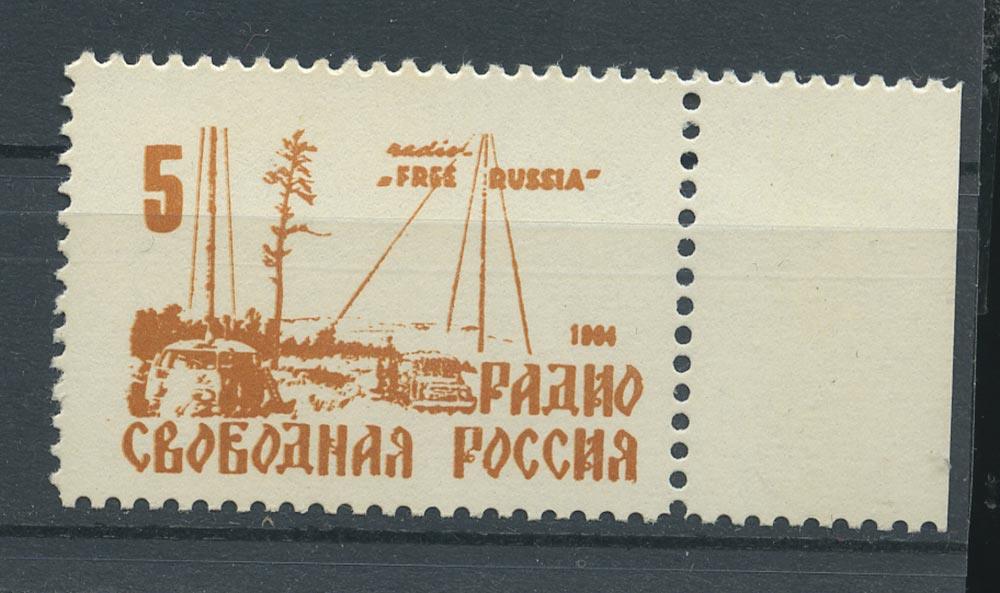 5
radio
„FREE RUSSIA"
1964
РАДИО
СВОБОДНАЯ РОССИЯ